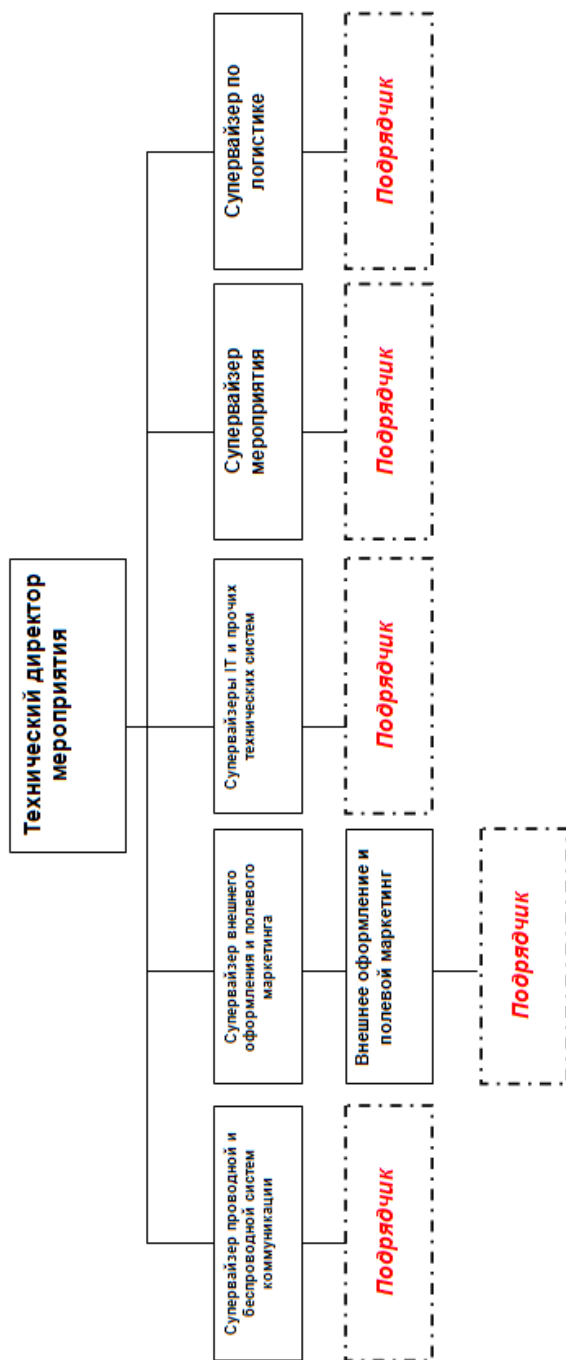 Технический директор
мероприятия
Супервайзер проводной и
беспроводной систем
коммуникации
Супервайзер внешнего
оформления и полевого
маркетинга
Супервайзеры IT и прочих
технических систем
Супервайзер
мероприятия
Супервайзер по
логистике
Подрядчик
Внешнее оформление и
полевой маркетинг
Подрядчик
Подрядчик
Подрядчик
Подрядчик